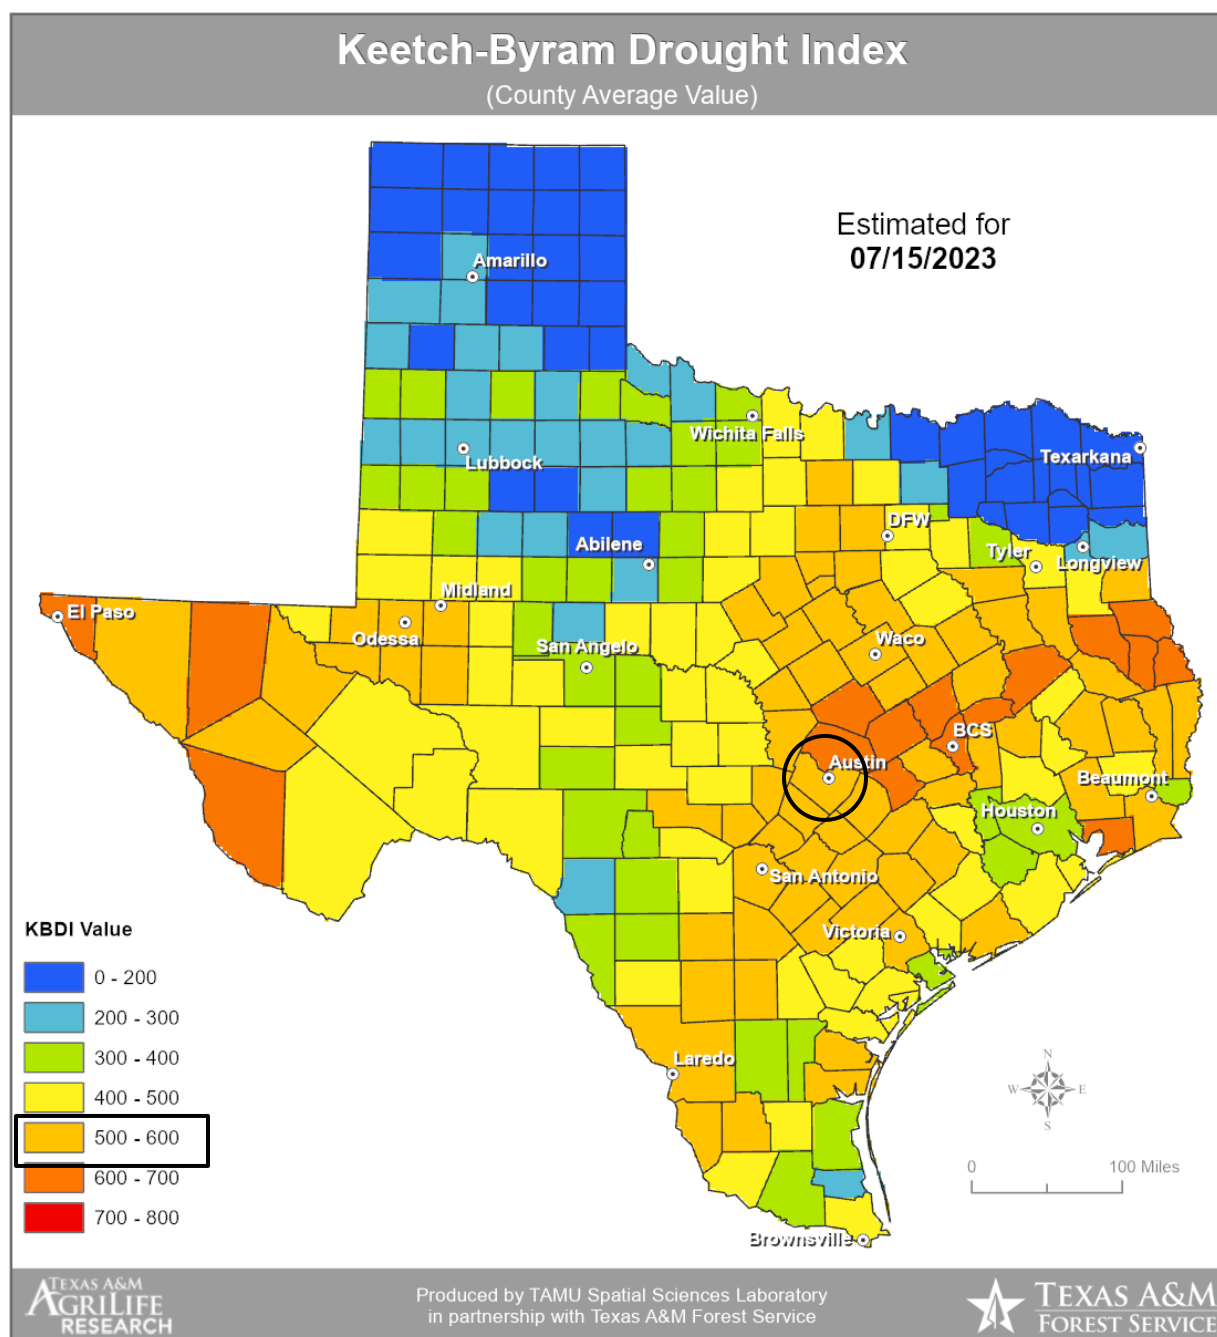 Keetch-Byram Drought Index
(County Average Value)
Estimated for
07/15/2023
Amarillo
Wichita Falls
Lubbock
Texarkana
DFW
Abilene
Tyler
Longview
Midland
El Paso
Odessa
Waco
San Angelo
BCS
Austin
Beaumont
Houston
San Antonio
Victoria
Laredo
Brownsville
KBDI Value
0 - 200
200 - 300
300 - 400
400 - 500
500 - 600
600 - 700
700 - 800
N
W E
S
0 100 Miles
TEXAS A&M
AGRILIFE
RESEARCH
Produced by TAMU Spatial Sciences Laboratory
in partnership with Texas A&M Forest Service
TEXAS A&M
FOREST SERVICE